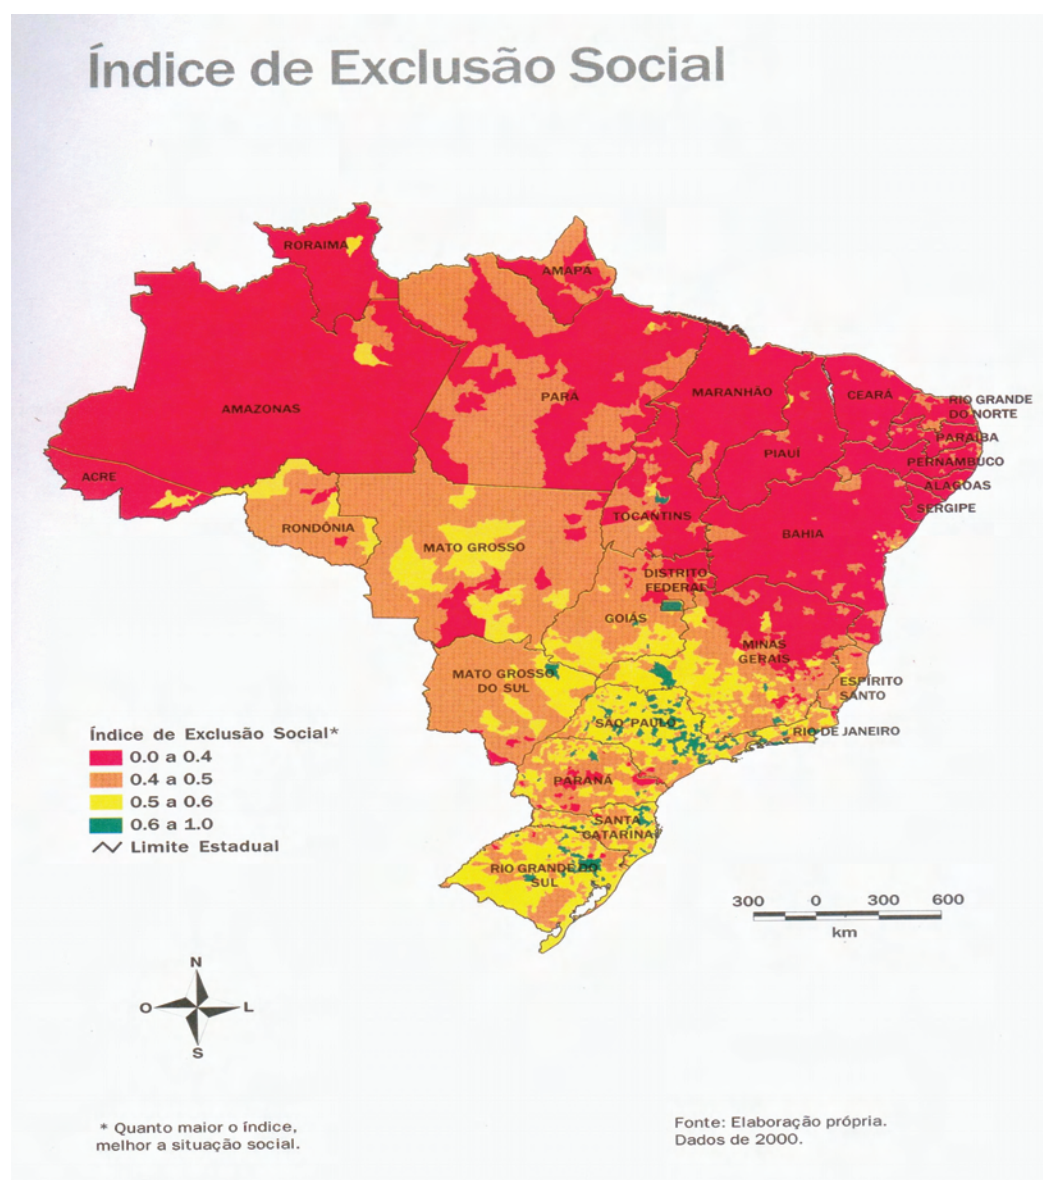 Índice de Exclusão Social
RORAIMA
AMAPÁ
AMAZONAS
PARÁ
MARANHÃO
CEARÁ
RIO GRANDE
DO NORTE
PARAÍBA
PIAUÍ
PERNAMBUCO
ACRE
ALAGOAS
SERGIPE
TOCANTINS
RONDÔNIA
BAHIA
MATO GROSSO
DISTRITO
FEDERAL
GOIÁS
MINAS
GERAIS
MATO GROSSO
DO SUL
ESPÍRITO
SANTO
SÃO PAULO
RIO DE JANEIRO
PARANÁ
SANTA
CATARINA
RIO GRANDE DO
SUL
Índice de Exclusão Social*
0.0 a 0.4
0.4 a 0.5
0.5 a 0.6
0.6 a 1.0
Limite Estadual
300 0 300 600
km
N
O L
S
* Quanto maior o índice,
melhor a situação social.
Fonte: Elaboração própria.
Dados de 2000.